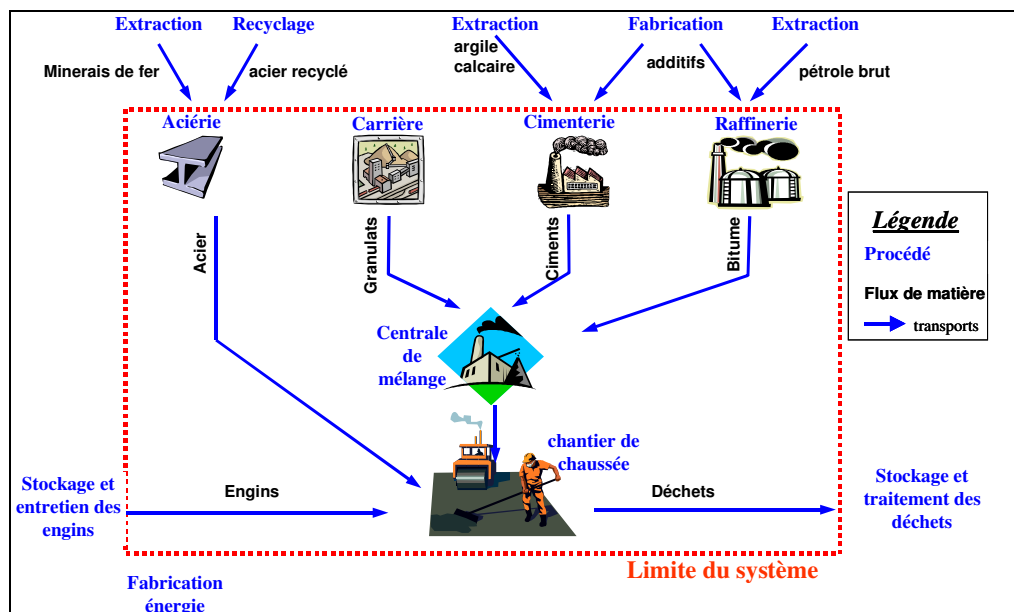 Extraction
Recyclage
Extraction
Fabrication
Extraction
Minerais de fer
acier recyclé
argile
calcaire
additifs
pétrole brut
Aciérie
Carrière
Cimenterie
Raffinerie
Acier
Granulats
Ciments
Bitume
Légende
Procédé
Flux de matière
transports
Centrale
de
mélange
chantier de
chaussée
Stockage et
entretien des
engins
Engins
Déchets
Stockage et
traitement des
déchets
Limite du système
Fabrication
énergie